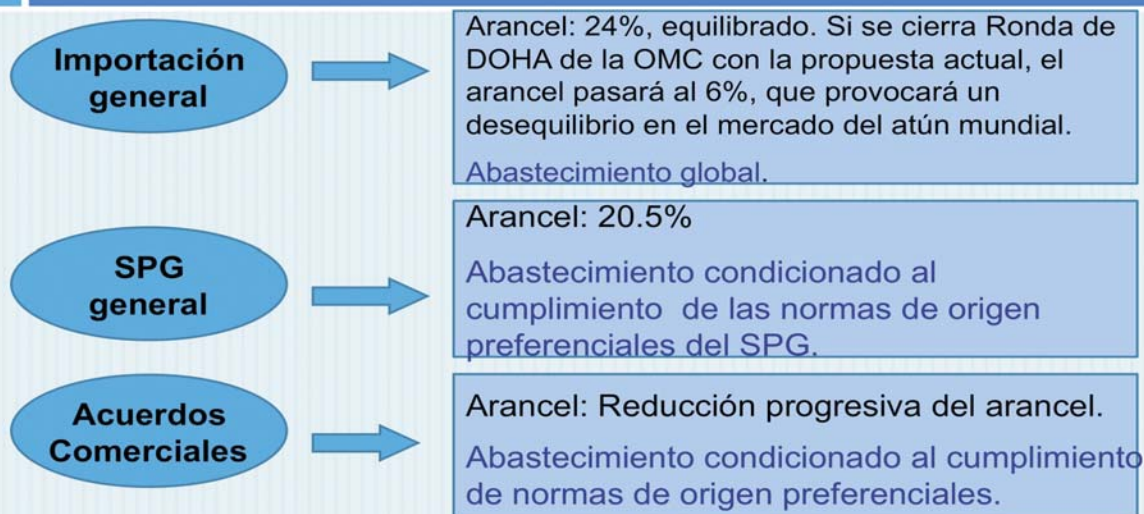 Importación
general
Arancel: 24%, equilibrado. Si se cierra Ronda de
DOHA de la OMC con la propuesta actual, el
arancel pasará al 6%, que provocará un
desequilibrio en el mercado del atún mundial.
Abastecimiento global.
SPG
general
Arancel: 20.5%
Abastecimiento condicionado al
cumplimiento de las normas de origen
preferenciales del SPG.
Acuerdos
Comerciales
Arancel: Reducción progresiva del arancel.
Abastecimiento condicionado al cumplimiento
de normas de origen preferenciales.